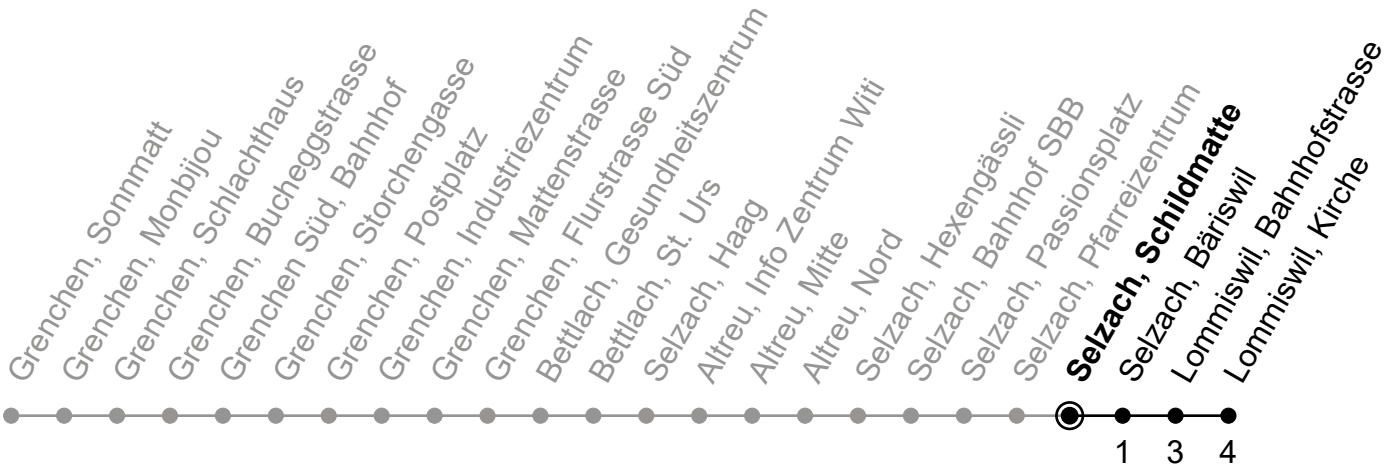 Grenchen, Sonnmatt
Grenchen, Monbijou
Grenchen, Schlachthaus
Grenchen, Bucheggstrasse
Grenchen Süd, Bahnhof
Grenchen, Storchengasse
Grenchen, Postplatz
Grenchen, Industriezentrum
Grenchen, Mattenstrasse
Grenchen, Flurstrasse Süd
Bettlach, Gesundheitszentrum
Bettlach, St. Urs
Selzach, Haag
Altreu, Info Zentrum Witi
Altreu, Mitte
Altreu, Nord
Selzach, Hexengässli
Selzach, Bahnhof SBB
Selzach, Passionsplatz
Selzach, Pfarreizentrum
Selzach, Schildmatte
Selzach, Bäriswil
Lommiswil, Bahnhofstrasse
Lommiswil, Kirche
1 3 4